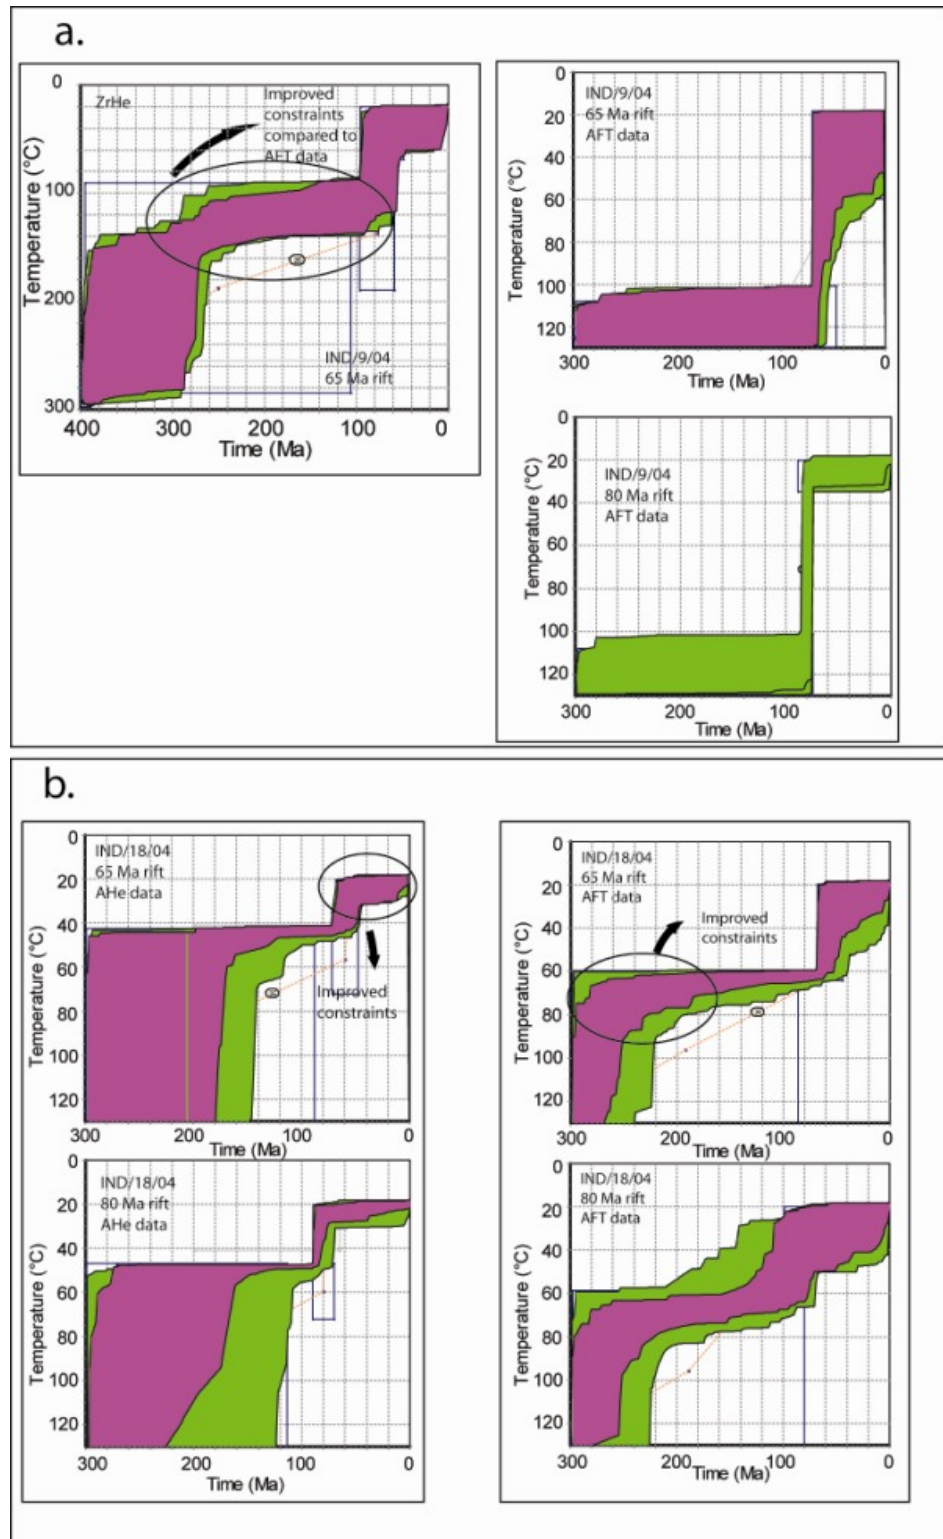 a.
0
100
200
300
400
300
200
100
0
Temperature (°C)
Time (Ma)
ZrHe
Improved
constraints
compared to
AFT data
IND/9/04
65 Ma rift
0
20
40
60
80
100
120
300
200
100
0
Temperature (°C)
Time (Ma)
IND/9/04
65 Ma rift
AFT data
0
20
40
60
80
100
120
300
200
100
0
Temperature (°C)
Time (Ma)
IND/9/04
80 Ma rift
AFT data
b.
0
20
40
60
80
100
120
300
200
100
0
Temperature (°C)
Time (Ma)
IND/18/04
65 Ma rift
AHe data
Improved
constraints
0
20
40
60
80
100
120
300
200
100
0
Temperature (°C)
Time (Ma)
IND/18/04
65 Ma rift
AFT data
Improved
constraints
0
20
40
60
80
100
120
300
200
100
0
Temperature (°C)
Time (Ma)
IND/18/04
80 Ma rift
AHe data
0
20
40
60
80
100
120
300
200
100
0
Temperature (°C)
Time (Ma)
IND/18/04
80 Ma rift
AFT data